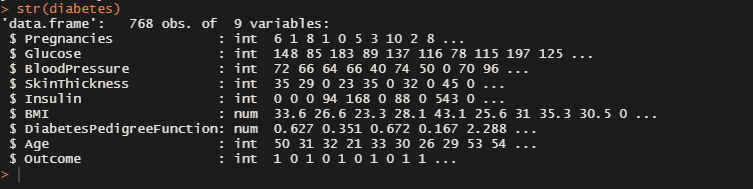 > str(diabetes)
'data.frame':   768 obs. of  9 variables:
 $ Pregnancies             : int  6 1 8 1 0 5 3 10 2 8 ...
 $ Glucose                 : int  148 85 183 89 137 116 78 115 197 125 ...
 $ BloodPressure           : int  72 66 64 66 40 74 50 0 70 96 ...
 $ SkinThickness           : int  35 29 0 23 35 0 32 0 45 0 ...
 $ Insulin                 : int  0 0 0 94 168 0 88 0 543 0 ...
 $ BMI                     : num  33.6 26.6 23.3 28.1 43.1 25.6 31 35.3 30.5 0 ...
 $ DiabetesPedigreeFunction: num  0.627 0.351 0.672 0.167 2.288 ...
 $ Age                     : int  50 31 32 21 33 30 26 29 53 54 ...
 $ Outcome                 : int  1 0 1 0 1 0 1 0 1 1 ...
>